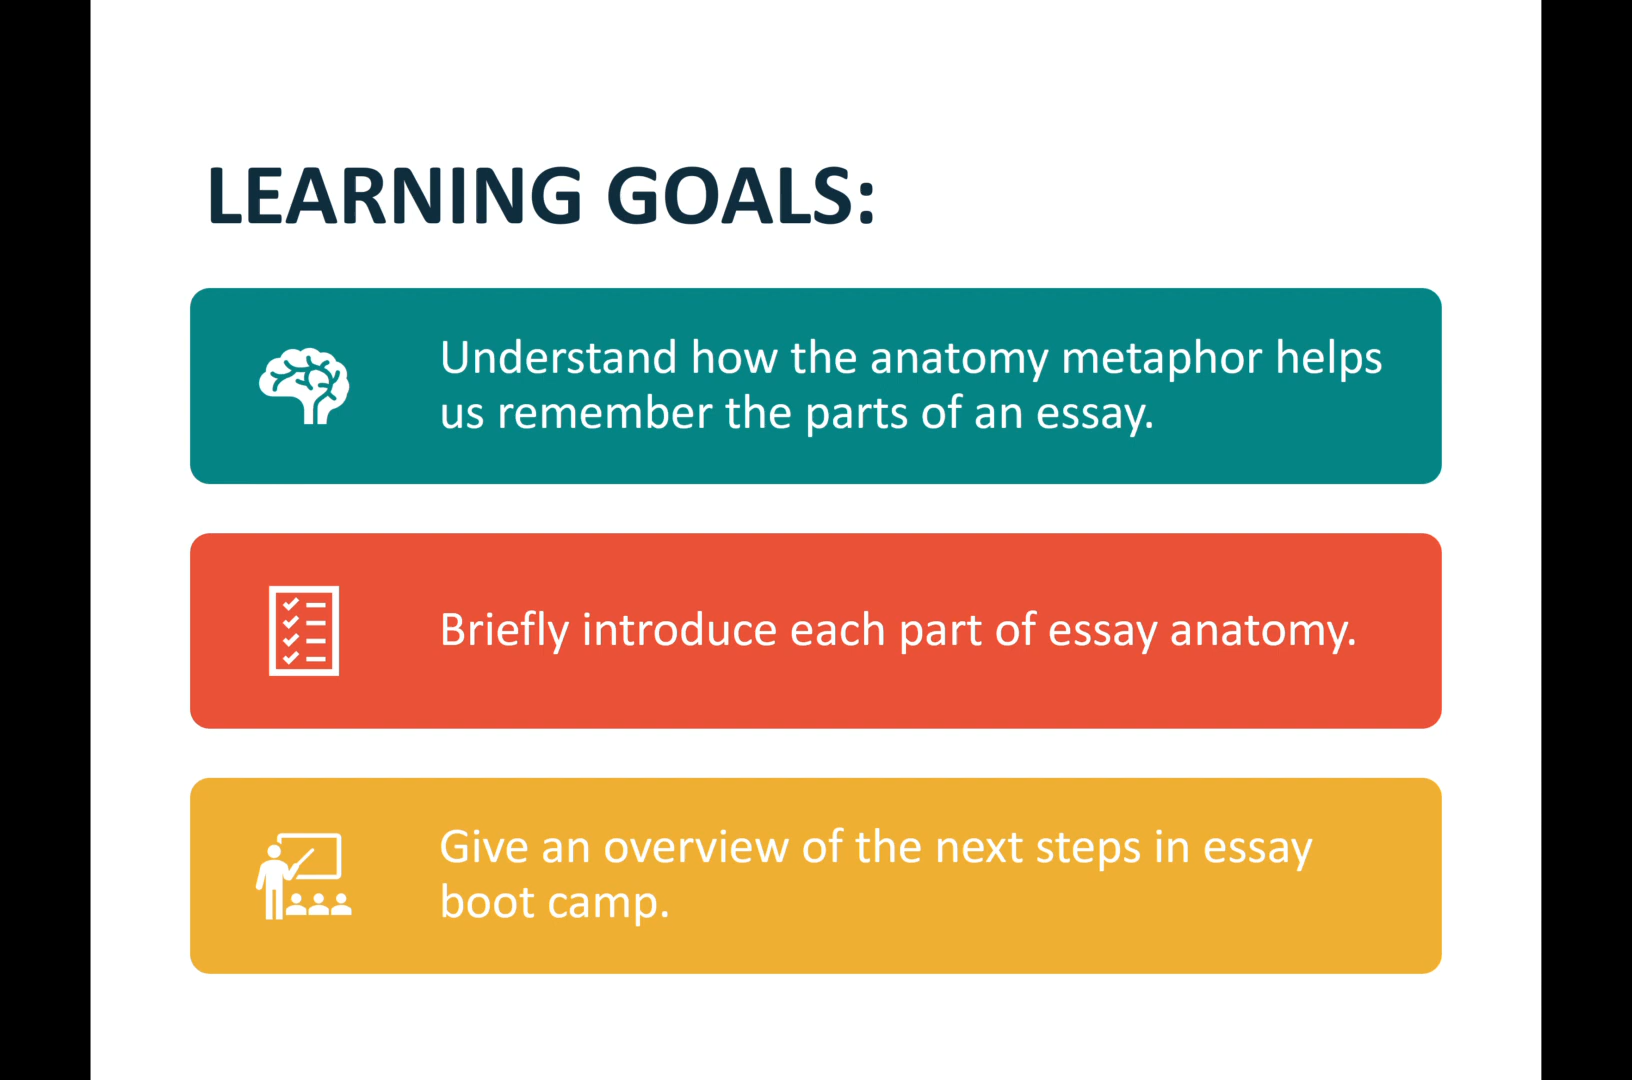 LEARNING GOALS:
Understand how the anatomy metaphor helps
us remember the parts of an essay.
Briefly introduce each part of essay anatomy.
Give an overview of the next steps in essay
boot camp.